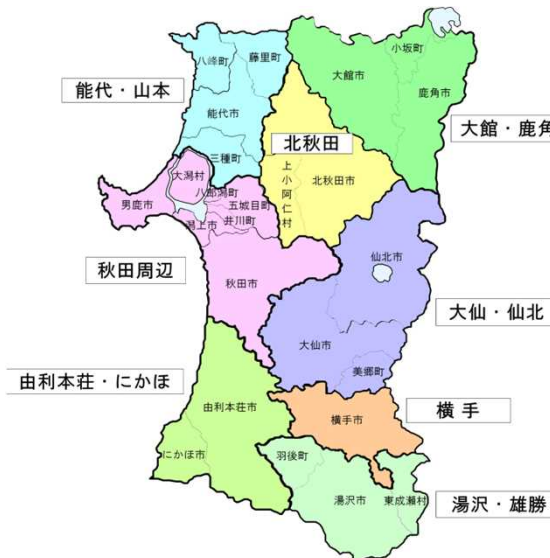 小坂町
藤里町
八峰町
大館市
鹿角市
能代・山本
能代市
北秋田
大館・鹿角
三種町
大潟村
上小阿仁村
北秋田市
八郎潟町
男鹿市
五城目町
井川町
潟上市
仙北市
秋田周辺
秋田市
大仙・仙北
大仙市
美郷町
由利本荘・にかほ
由利本荘市
横手市
横 手
にかほ市
羽後町
湯沢市
東成瀬村
湯沢・雄勝